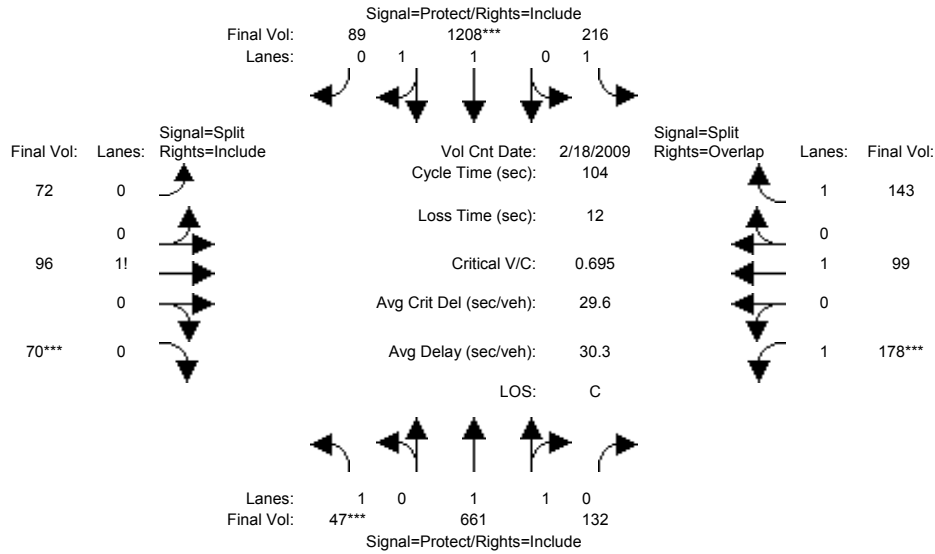 Signal=Protect/Rights=Include
Final Vol: 89 1208*** 216
Lanes: 0 1 1 0 1
Signal=Split Signal=Split
Final Vol: Lanes: Rights=Include Vol Cnt Date: 2/18/2009 Rights=Overlap Lanes: Final Vol:
Cycle Time (sec): 104
72 0 1 143
Loss Time (sec): 12
0 0
96 1! Critical V/C: 0.695 1 99
0 Avg Crit Del (sec/veh): 29.6 0
70*** 0 Avg Delay (sec/veh): 30.3 1 178***
LOS: C
Lanes: 1 0 1 1 0
Final Vol: 47*** 661 132
Signal=Protect/Rights=Include